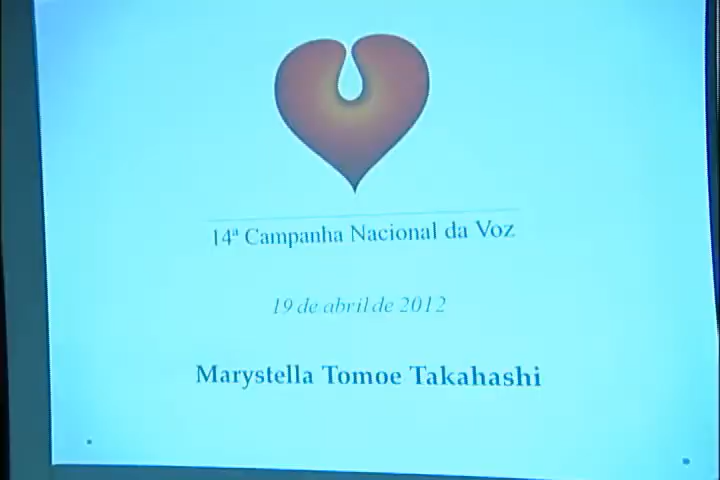 14ª Campanha Nacional da Voz
19 de abril de 2012
Marystella Tomoe Takahashi